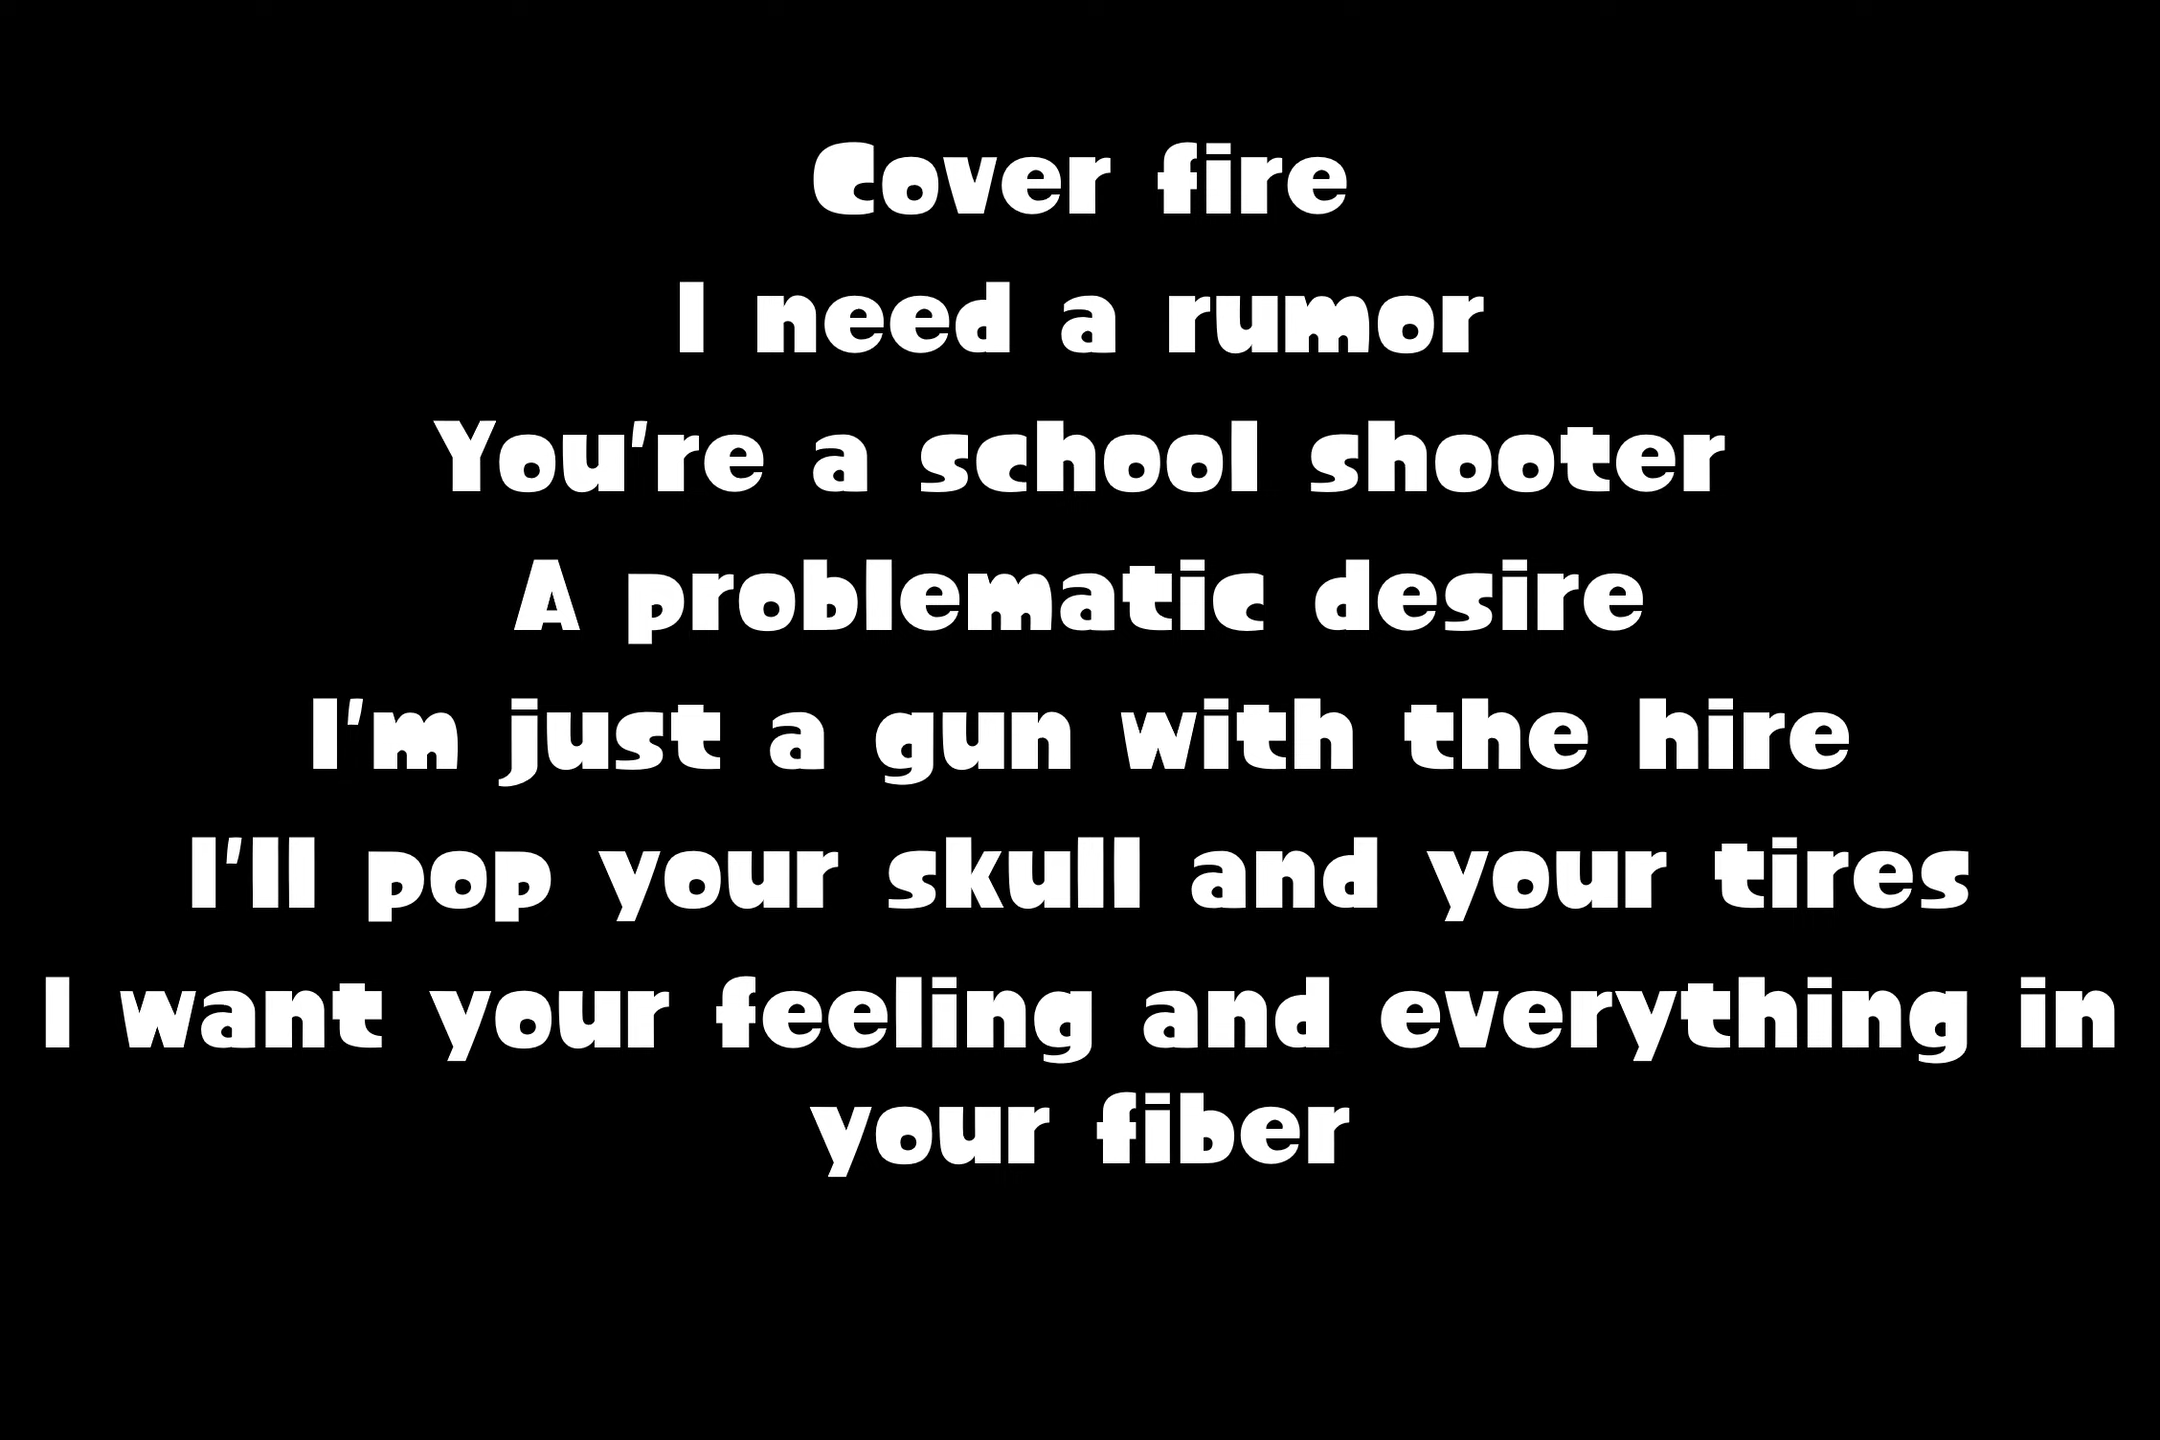 Cover fire
I need a rumor
You're a school shooter
A problematic desire
I'm just a gun with the hire
I'll pop your skull and your tires
I want your feeling and everything in
your fiber